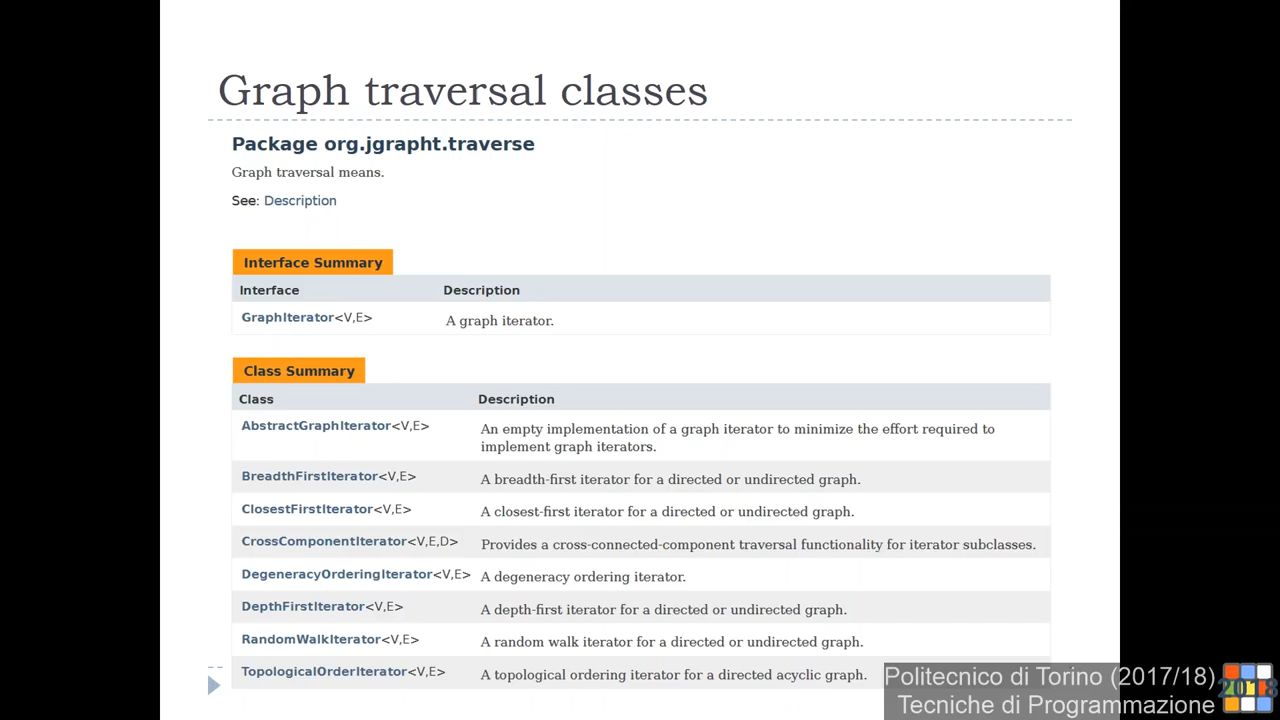 Graph traversal classes
Package org.jgrapht.traverse
Graph traversal means.
See: Description
Interface Summary
Interface Description
GraphIterator<V,E> A graph iterator.
Class Summary
Class Description
AbstractGraphIterator<V,E> An empty implementation of a graph iterator to minimize the effort required to
implement graph iterators.
BreadthFirstIterator<V,E> A breadth-first iterator for a directed or undirected graph.
ClosestFirstIterator<V,E> A closest-first iterator for a directed or undirected graph.
CrossComponentIterator<V,E,D> Provides a cross-connected-component traversal functionality for iterator subclasses.
DegeneracyOrderingIterator<V,E> A degeneracy ordering iterator.
DepthFirstIterator<V,E> A depth-first iterator for a directed or undirected graph.
RandomWalkIterator<V,E> A random walk iterator for a directed or undirected graph.
TopologicalOrderIterator<V,E> A topological ordering iterator for a directed acyclic graph.
Politecnico di Torino (2017/18)
Tecniche di Programmazione
2018